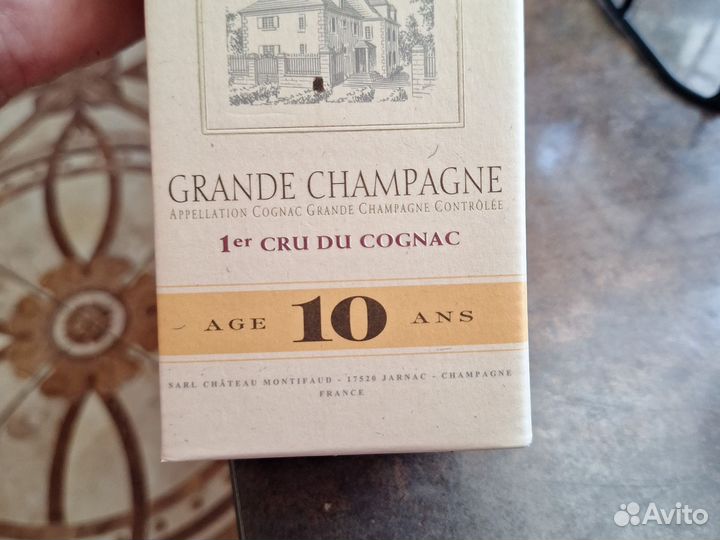 GRANDE CHAMPAGNE
APPELLATION COGNAC GRANDE CHAMPAGNE CONTRÔLÉE
1er CRU DU COGNAC
AGE 10 ANS
SARL CHÂTEAU MONTIFAUD - 17520 JARNAC - CHAMPAGNE
FRANCE
Avito